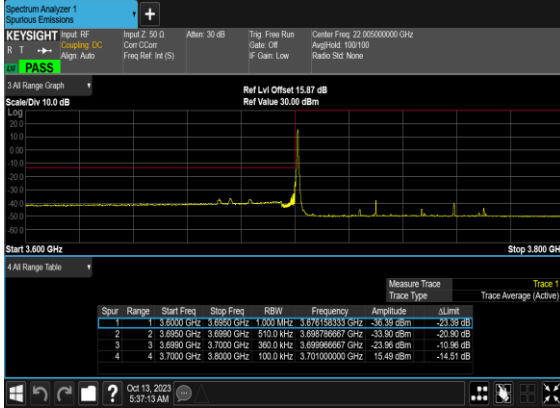 Spectrum Analyzer 1
Spurious Emissions
+
KEYSIGHT Input: RF Input Z: 50 Ω Atten: 30 dB Trig: Free Run Center Freq: 22.005000000 GHz
R T Coupling: DC Corr CCorr Gate: Off Avg|Hold: 100/100
Align: Auto Freq Ref: Int (S) IF Gain: Low Radio Std: None
PASS
3 All Range Graph
Ref Lvl Offset 15.87 dB
Scale/Div 10.0 dB Ref Value 30.00 dBm
Log
20.0
10.0
0.00
-10.0
-20.0
-30.0
-40.0
-50.0
-60.0
Start 3.600 GHz Stop 3.800 GH
4 All Range Table
Measure Trace Trace 1
Trace Type Trace Average (Active)
Spur Range Start Freq Stop Freq RBW Frequency Amplitude ΔLimit
1 1 3.6000 GHz 3.6950 GHz 1.000 MHz 3.676158333 GHz -36.39 dBm -23.39 dB
2 2 3.6950 GHz 3.6990 GHz 510.0 kHz 3.698786667 GHz -33.90 dBm -20.90 dB
3 3 3.6990 GHz 3.7000 GHz 360.0 kHz 3.699966667 GHz -23.96 dBm -10.96 dB
4 4 3.7000 GHz 3.8000 GHz 100.0 kHz 3.701000000 GHz 15.49 dBm -14.51 dB
? Oct 13, 2023
5:37:13 AM